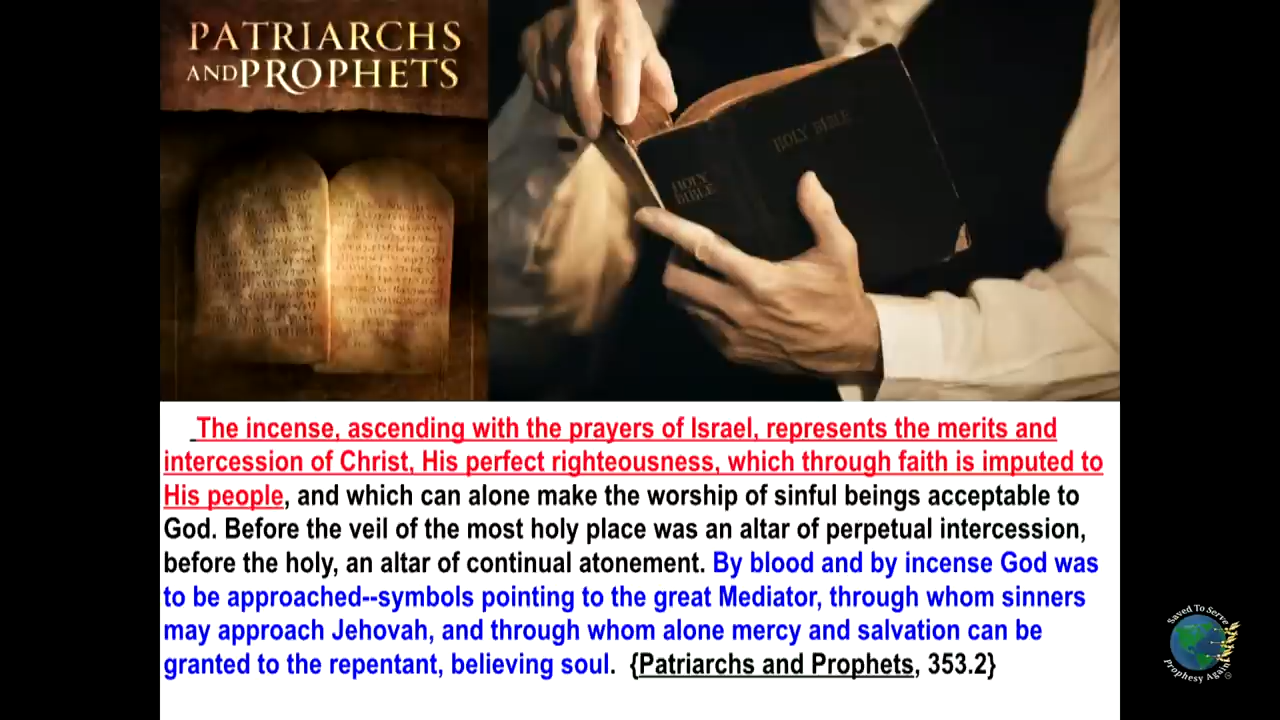 PATRIARCHS
AND PROPHETS
HOLY BIBLE
HOLY
BIBLE
The incense, ascending with the prayers of Israel, represents the merits and
intercession of Christ, His perfect righteousness, which through faith is imputed to
His people, and which can alone make the worship of sinful beings acceptable to
God. Before the veil of the most holy place was an altar of perpetual intercession,
before the holy, an altar of continual atonement. By blood and by incense God was
to be approached--symbols pointing to the great Mediator, through whom sinners
may approach Jehovah, and through whom alone mercy and salvation can be
granted to the repentant, believing soul. {Patriarchs and Prophets, 353.2}
Saved To Serve
Prophesy Again